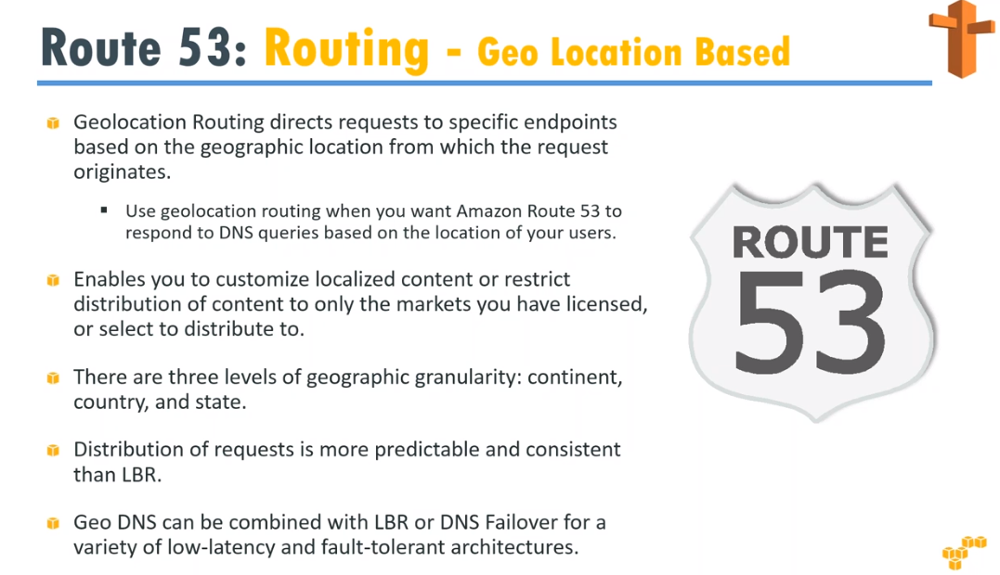 Route 53: Routing - Geo Location Based
Geolocation Routing directs requests to specific endpoints
based on the geographic location from which the request
originates.
Use geolocation routing when you want Amazon Route 53 to
respond to DNS queries based on the location of your users.
Enables you to customize localized content or restrict
distribution of content to only the markets you have licensed,
or select to distribute to.
There are three levels of geographic granularity: continent,
country, and state.
Distribution of requests is more predictable and consistent
than LBR.
Geo DNS can be combined with LBR or DNS Failover for a
variety of low-latency and fault-tolerant architectures.
ROUTE
53